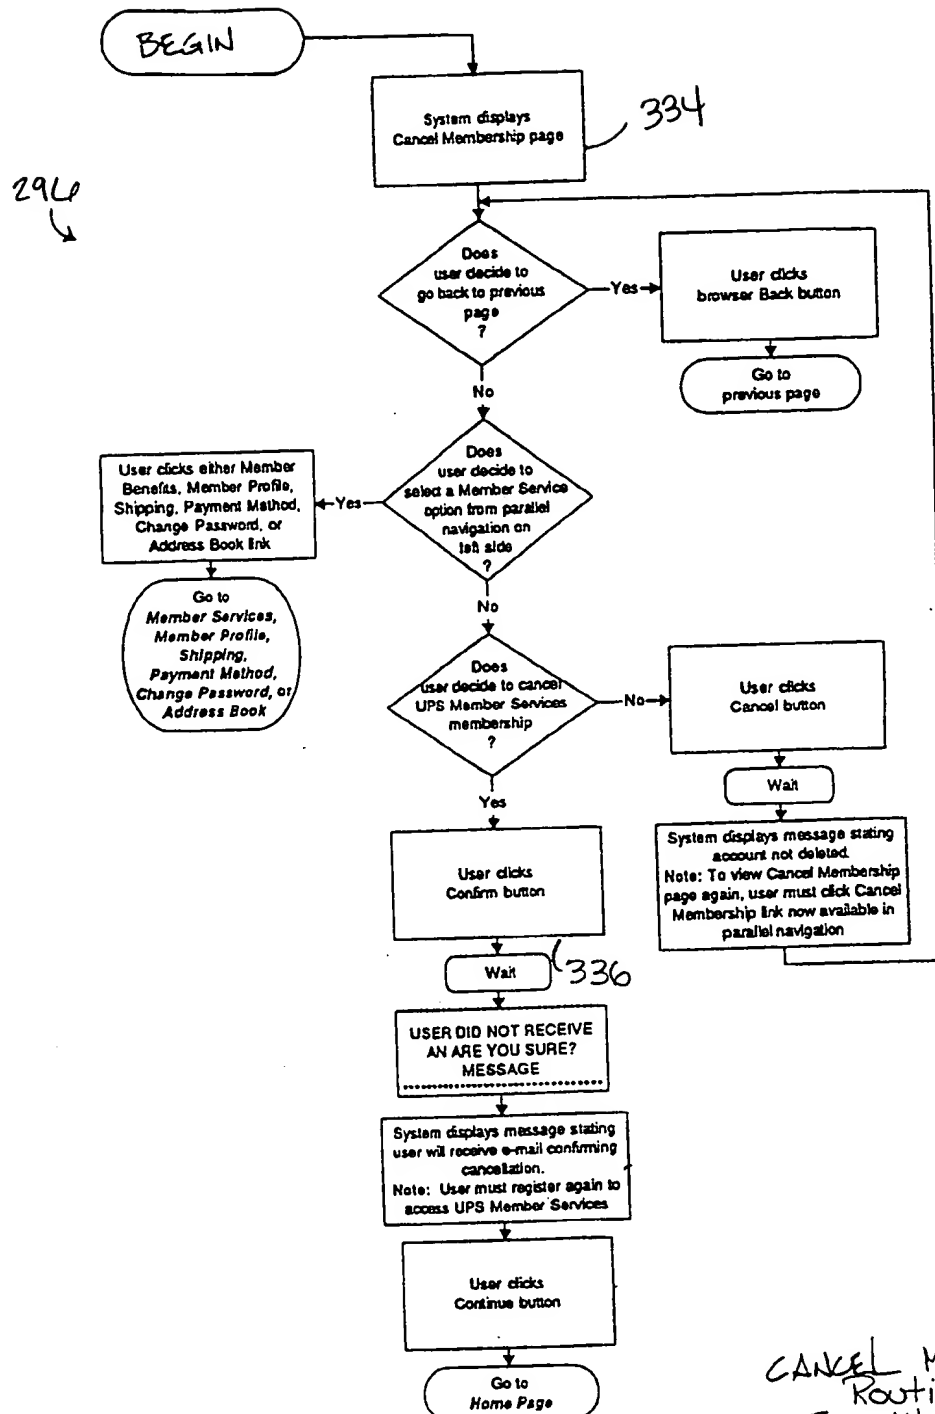 BEGIN
System displays
Cancel Membership page
334
296
Does
user decide to
go back to previous
page
?
Yes
User clicks
browser Back button
Go to
previous page
No
Does
user decide to
select a Member Service
option from parallel
navigation on
left side
?
Yes
User clicks either Member
Benefits, Member Profile,
Shipping, Payment Method,
Change Password, or
Address Book link
Go to
Member Services,
Member Profile,
Shipping,
Payment Method,
Change Password, or
Address Book
No
Does
user decide to cancel
UPS Member Services
membership
?
No
User clicks
Cancel button
Wait
System displays message stating
account not deleted.
Note: To view Cancel Membership
page again, user must click Cancel
Membership link now available in
parallel navigation
Yes
User clicks
Confirm button
Wait
336
USER DID NOT RECEIVE
AN ARE YOU SURE?
MESSAGE
System displays message stating
user will receive e-mail confirming
cancellation.
Note: User must register again to
access UPS Member Services
User clicks
Continue button
Go to
Home Page
CANCEL M
Routi